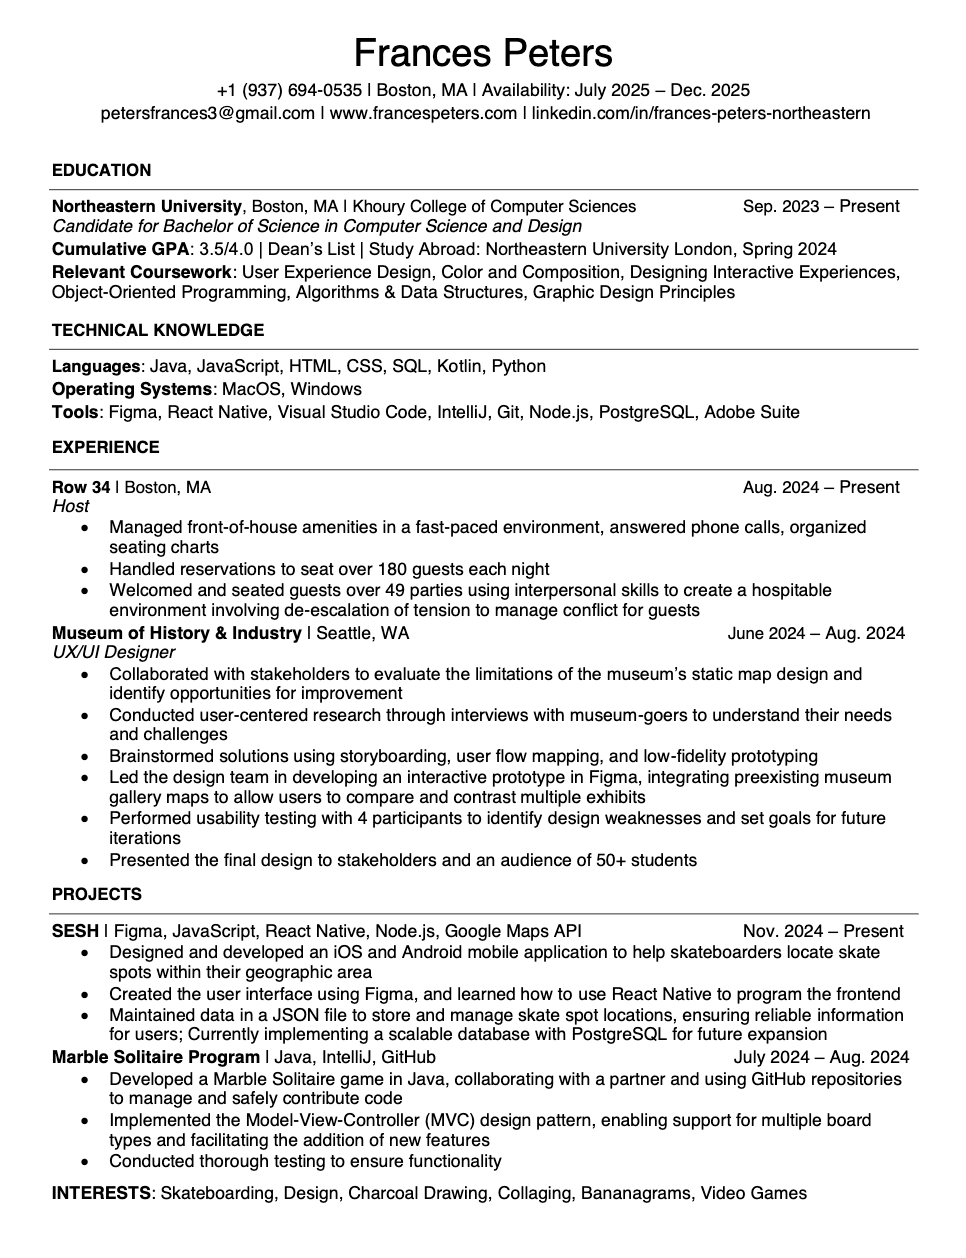 Frances Peters
+1 (937) 694-0535 | Boston, MA | Availability: July 2025 – Dec. 2025
petersfrances3@gmail.com | www.francespeters.com | linkedin.com/in/frances-peters-northeastern
EDUCATION
Northeastern University, Boston, MA | Khoury College of Computer Sciences Sep. 2023 – Present
Candidate for Bachelor of Science in Computer Science and Design
Cumulative GPA: 3.5/4.0 | Dean's List | Study Abroad: Northeastern University London, Spring 2024
Relevant Coursework: User Experience Design, Color and Composition, Designing Interactive Experiences,
Object-Oriented Programming, Algorithms & Data Structures, Graphic Design Principles
TECHNICAL KNOWLEDGE
Languages: Java, JavaScript, HTML, CSS, SQL, Kotlin, Python
Operating Systems: MacOS, Windows
Tools: Figma, React Native, Visual Studio Code, IntelliJ, Git, Node.js, PostgreSQL, Adobe Suite
EXPERIENCE
Row 34 | Boston, MA Aug. 2024 – Present
Host
• Managed front-of-house amenities in a fast-paced environment, answered phone calls, organized
seating charts
• Handled reservations to seat over 180 guests each night
• Welcomed and seated guests over 49 parties using interpersonal skills to create a hospitable
environment involving de-escalation of tension to manage conflict for guests
Museum of History & Industry | Seattle, WA June 2024 – Aug. 2024
UX/UI Designer
• Collaborated with stakeholders to evaluate the limitations of the museum's static map design and
identify opportunities for improvement
• Conducted user-centered research through interviews with museum-goers to understand their needs
and challenges
• Brainstormed solutions using storyboarding, user flow mapping, and low-fidelity prototyping
• Led the design team in developing an interactive prototype in Figma, integrating preexisting museum
gallery maps to allow users to compare and contrast multiple exhibits
• Performed usability testing with 4 participants to identify design weaknesses and set goals for future
iterations
• Presented the final design to stakeholders and an audience of 50+ students
PROJECTS
SESH | Figma, JavaScript, React Native, Node.js, Google Maps API Nov. 2024 – Present
• Designed and developed an iOS and Android mobile application to help skateboarders locate skate
spots within their geographic area
• Created the user interface using Figma, and learned how to use React Native to program the frontend
• Maintained data in a JSON file to store and manage skate spot locations, ensuring reliable information
for users; Currently implementing a scalable database with PostgreSQL for future expansion
Marble Solitaire Program | Java, IntelliJ, GitHub July 2024 – Aug. 2024
• Developed a Marble Solitaire game in Java, collaborating with a partner and using GitHub repositories
to manage and safely contribute code
• Implemented the Model-View-Controller (MVC) design pattern, enabling support for multiple board
types and facilitating the addition of new features
• Conducted thorough testing to ensure functionality
INTERESTS: Skateboarding, Design, Charcoal Drawing, Collaging, Bananagrams, Video Games